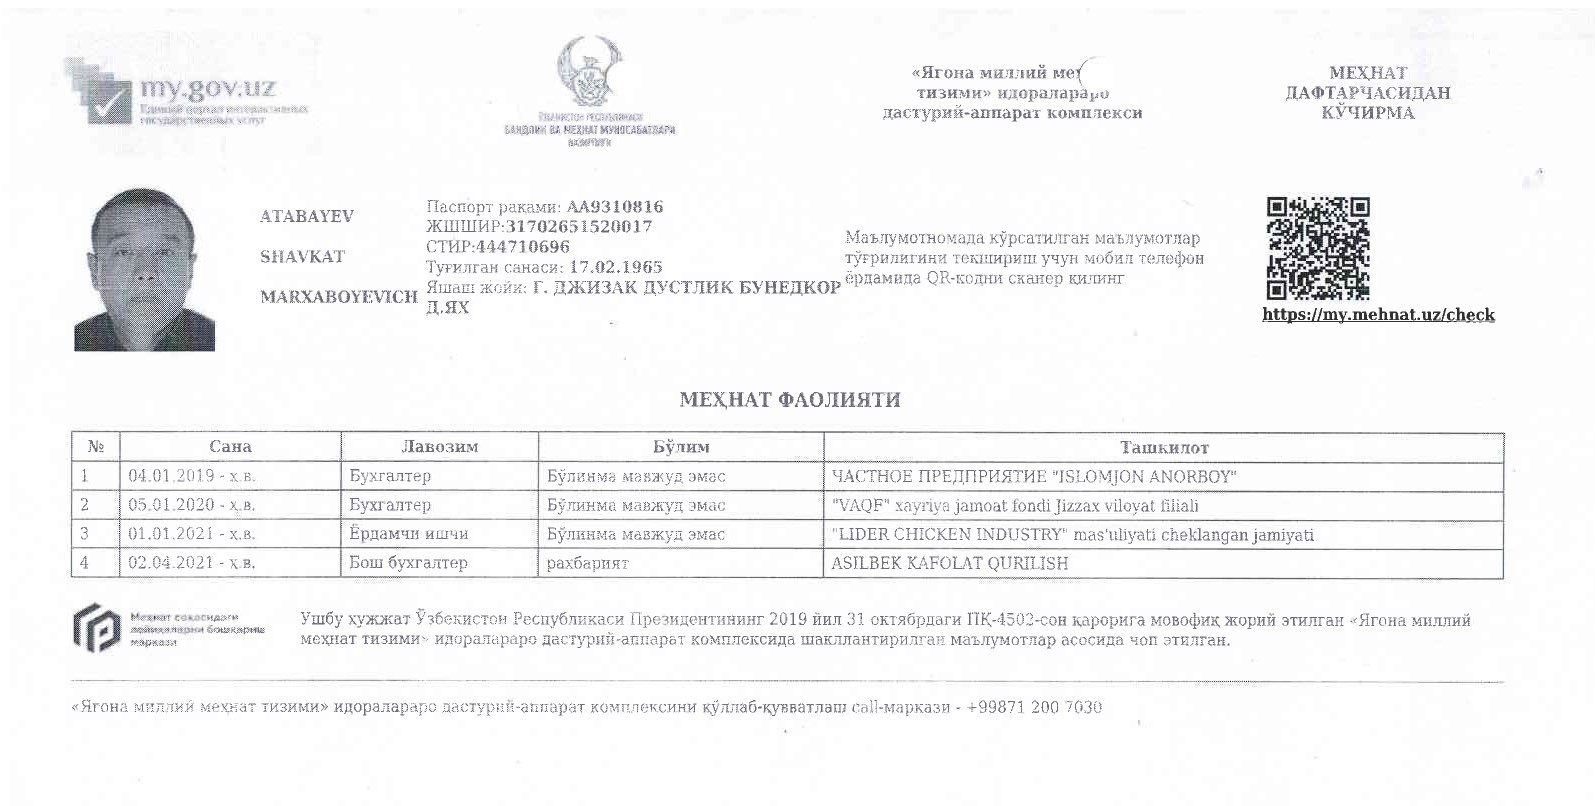 my.gov.uz
Единый портал интерактивных
государственных услуг
ЎЗБЕКИСТОН РЕСПУБЛИКАСИ
БАНДЛИК ВА МЕҲНАТ МУНОСАБАТЛАРИ
ВАЗИРЛИГИ
«Ягона миллий меҳ
тизими» идоралараро
дастурий-аппарат комплекси
МЕҲНАТ
ДАФТАРЧАСИДАН
КЎЧИРМА
ATABAYEV
SHAVKAT
MARXABOYEVICH
Паспорт рақами: AA9310816
ЖШШИР:31702651520017
СТИР:444710696
Туғилган санаси: 17.02.1965
Яшаш жойи: Г. ДЖИЗАК ДУСТЛИК БУНЕДКОР
Д.ЯХ
Маълумотномада кўрсатилган маълумотлар
тўғрилигини текшириш учун мобил телефон
ёрдамида QR-кодни сканер қилинг
https://my.mehnat.uz/check
МЕҲНАТ ФАОЛИЯТИ
№ Сана Лавозим Бўлим Ташкилот
1 04.01.2019 - ҳ.в. Бухгалтер Бўлинма мавжуд эмас ЧАСТНОЕ ПРЕДПРИЯТИЕ "ISLOMJON ANORBOY"
2 05.01.2020 - ҳ.в. Бухгалтер Бўлинма мавжуд эмас "VAQF" xayriya jamoat fondi Jizzax viloyat filiali
3 01.01.2021 - ҳ.в. Ёрдамчи ишчи Бўлинма мавжуд эмас "LIDER CHICKEN INDUSTRY" mas'uliyati cheklangan jamiyati
4 02.04.2021 - ҳ.в. Бош бухгалтер рахбарият ASILBEK KAFOLAT QURILISH
Меҳнат соҳасидаги
лойиҳаларни бошқариш
маркази
Ушбу ҳужжат Ўзбекистон Республикаси Президентининг 2019 йил 31 октябрдаги ПҚ-4502-сон қарорига мовофиқ жорий этилган «Ягона миллий
меҳнат тизими» идоралараро дастурий-аппарат комплексида шакллантирилган маълумотлар асосида чоп этилган.
«Ягона миллий меҳнат тизими» идоралараро дастурий-аппарат комплексини қўллаб-қувватлаш call-маркази - +99871 200 7030